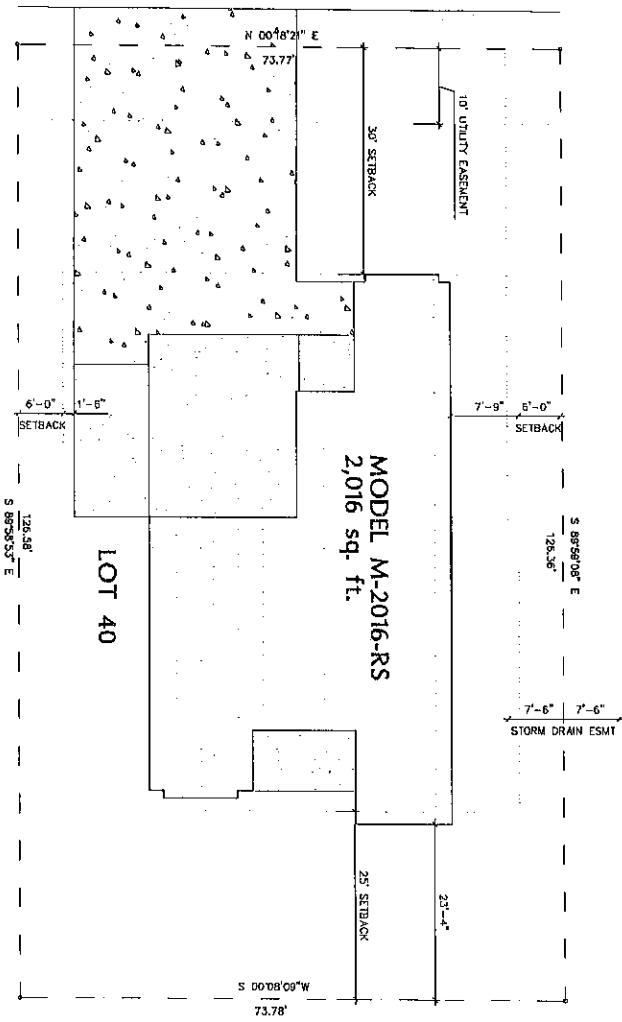 N 00°18'21" E
73.77'
10' UTILITY EASEMENT
30' SETBACK
6'-0"
1'-6"
SETBACK
7'-9"
6'-0"
SETBACK
MODEL M-2016-RS
2,016 sq. ft.
S 89°58'08" E
126.36'
LOT 40
126.58'
S 89°58'53" E
7'-6"
7'-6"
STORM DRAIN ESMT
25' SETBACK
23'-4"
S 00°08'09"W
73.78'